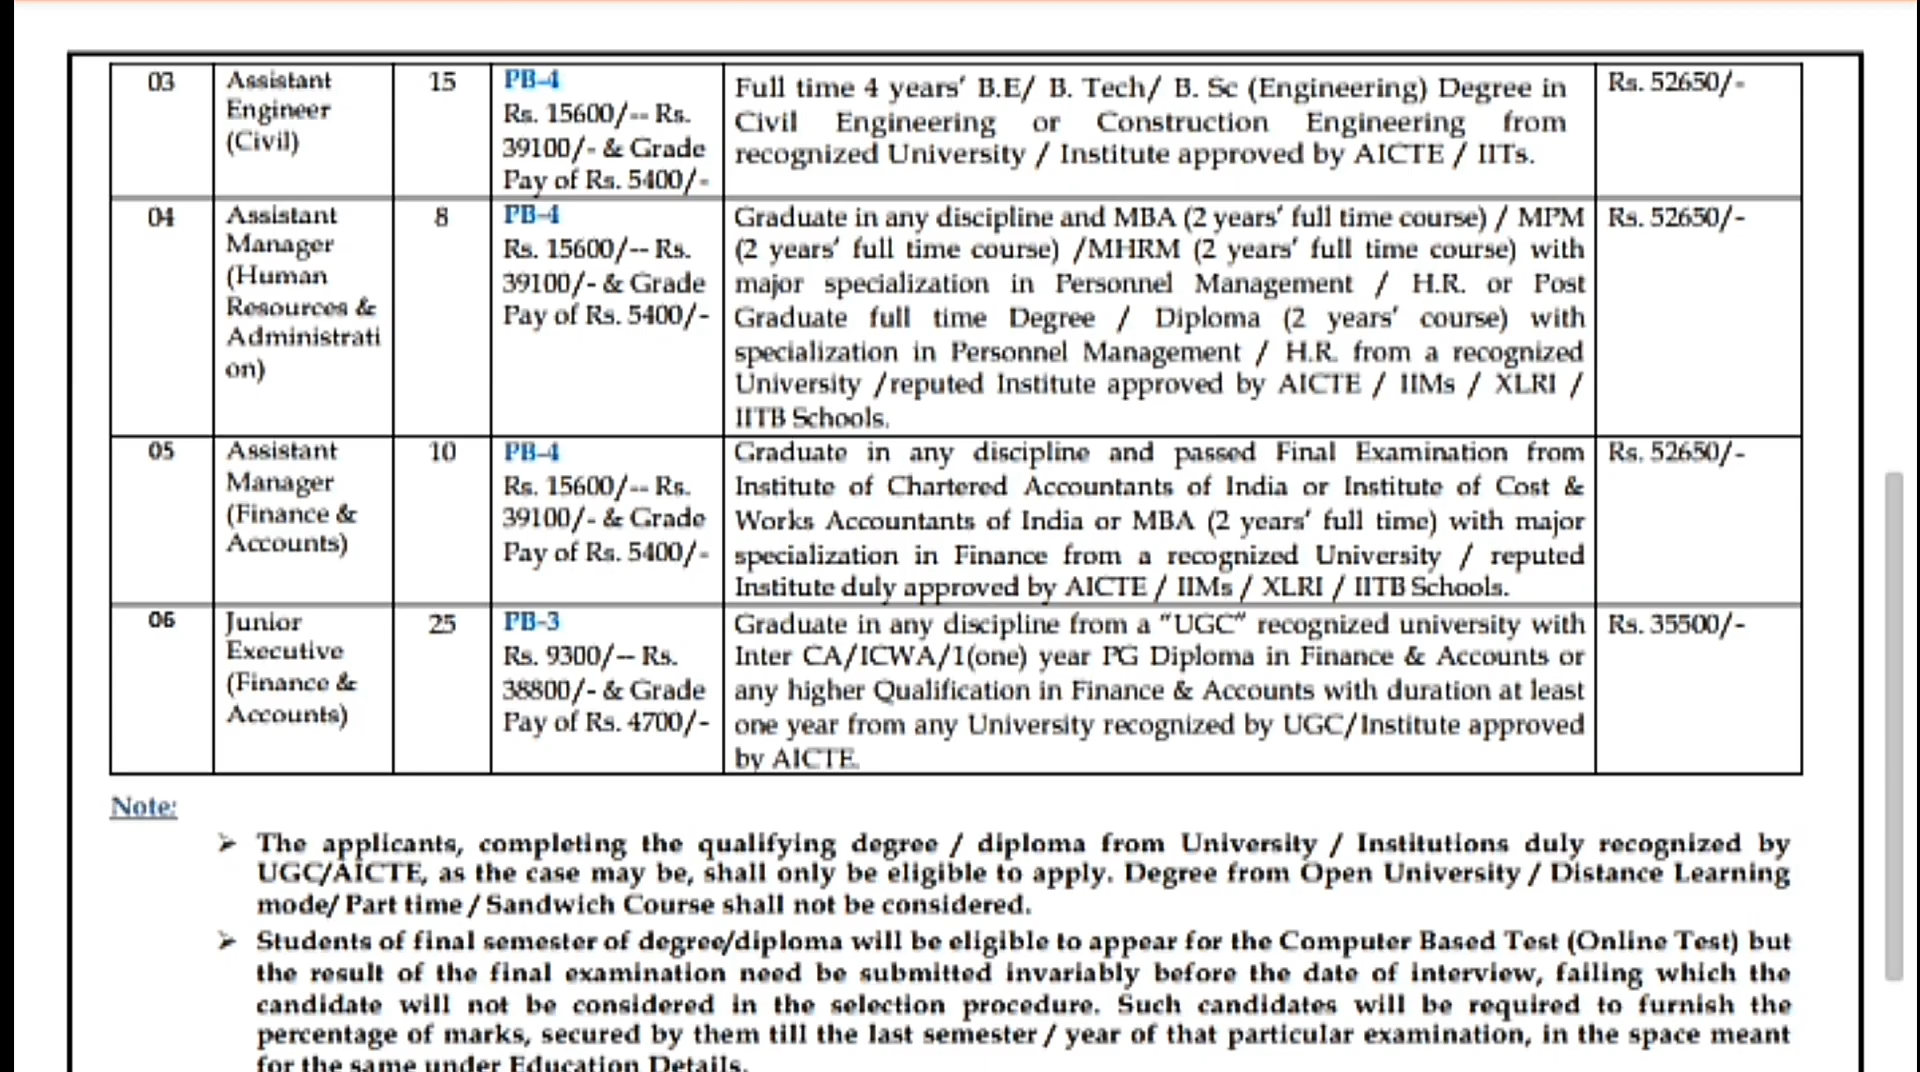 03
Assistant
Engineer
(Civil)
15
PB-4
Rs. 15600/-- Rs.
39100/- & Grade
Pay of Rs. 5400/-
Full time 4 years' B.E/ B. Tech/ B. Sc (Engineering) Degree in
Civil Engineering or Construction Engineering from
recognized University / Institute approved by AICTE / IITs.
Rs. 52650/-
04
Assistant
Manager
(Human
Resources &
Administrati
on)
8
PB-4
Rs. 15600/-- Rs.
39100/- & Grade
Pay of Rs. 5400/-
Graduate in any discipline and MBA (2 years' full time course) / MPM
(2 years' full time course) /MHRM (2 years' full time course) with
major specialization in Personnel Management / H.R. or Post
Graduate full time Degree / Diploma (2 years' course) with
specialization in Personnel Management / H.R. from a recognized
University /reputed Institute approved by AICTE / IIMs / XLRI /
IITB Schools.
Rs. 52650/-
05
Assistant
Manager
(Finance &
Accounts)
10
PB-4
Rs. 15600/-- Rs.
39100/- & Grade
Pay of Rs. 5400/-
Graduate in any discipline and passed Final Examination from
Institute of Chartered Accountants of India or Institute of Cost &
Works Accountants of India or MBA (2 years' full time) with major
specialization in Finance from a recognized University / reputed
Institute duly approved by AICTE / IIMs / XLRI / IITB Schools.
Rs. 52650/-
06
Junior
Executive
(Finance &
Accounts)
25
PB-3
Rs. 9300/-- Rs.
38800/- & Grade
Pay of Rs. 4700/-
Graduate in any discipline from a "UGC" recognized university with
Inter CA/ICWA/1(one) year PG Diploma in Finance & Accounts or
any higher Qualification in Finance & Accounts with duration at least
one year from any University recognized by UGC/Institute approved
by AICTE.
Rs. 35500/-
Note:
➢ The applicants, completing the qualifying degree / diploma from University / Institutions duly recognized by
UGC/AICTE, as the case may be, shall only be eligible to apply. Degree from Open University / Distance Learning
mode/ Part time / Sandwich Course shall not be considered.
➢ Students of final semester of degree/diploma will be eligible to appear for the Computer Based Test (Online Test) but
the result of the final examination need be submitted invariably before the date of interview, failing which the
candidate will not be considered in the selection procedure. Such candidates will be required to furnish the
percentage of marks, secured by them till the last semester / year of that particular examination, in the space meant
for the same under Education Details.